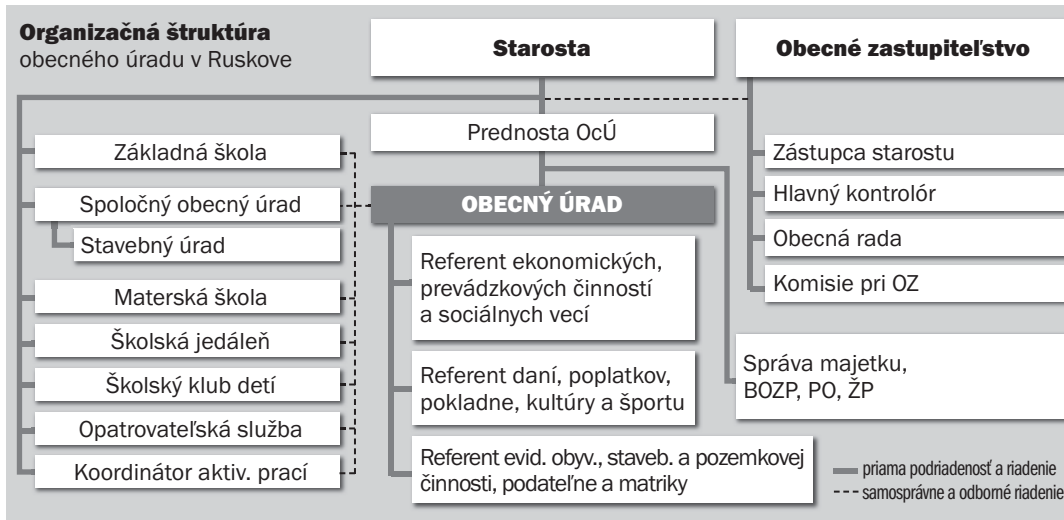 Organizačná štruktúra
obecného úradu v Ruskove
Starosta
Obecné zastupiteľstvo
Prednosta OcÚ
Základná škola
Spoločný obecný úrad
Stavebný úrad
Materská škola
Školská jedáleň
Školský klub detí
Opatrovateľská služba
Koordinátor aktiv. prací
OBECNÝ ÚRAD
Referent ekonomických,
prevádzkových činností
a sociálnych vecí
Referent daní, poplatkov,
pokladne, kultúry a športu
Referent evid. obyv., staveb. a pozemkovej
činnosti, podateľne a matriky
Zástupca starostu
Hlavný kontrolór
Obecná rada
Komisie pri OZ
Správa majetku,
BOZP, PO, ŽP
priama podriadenosť a riadenie
samosprávne a odborné riadenie